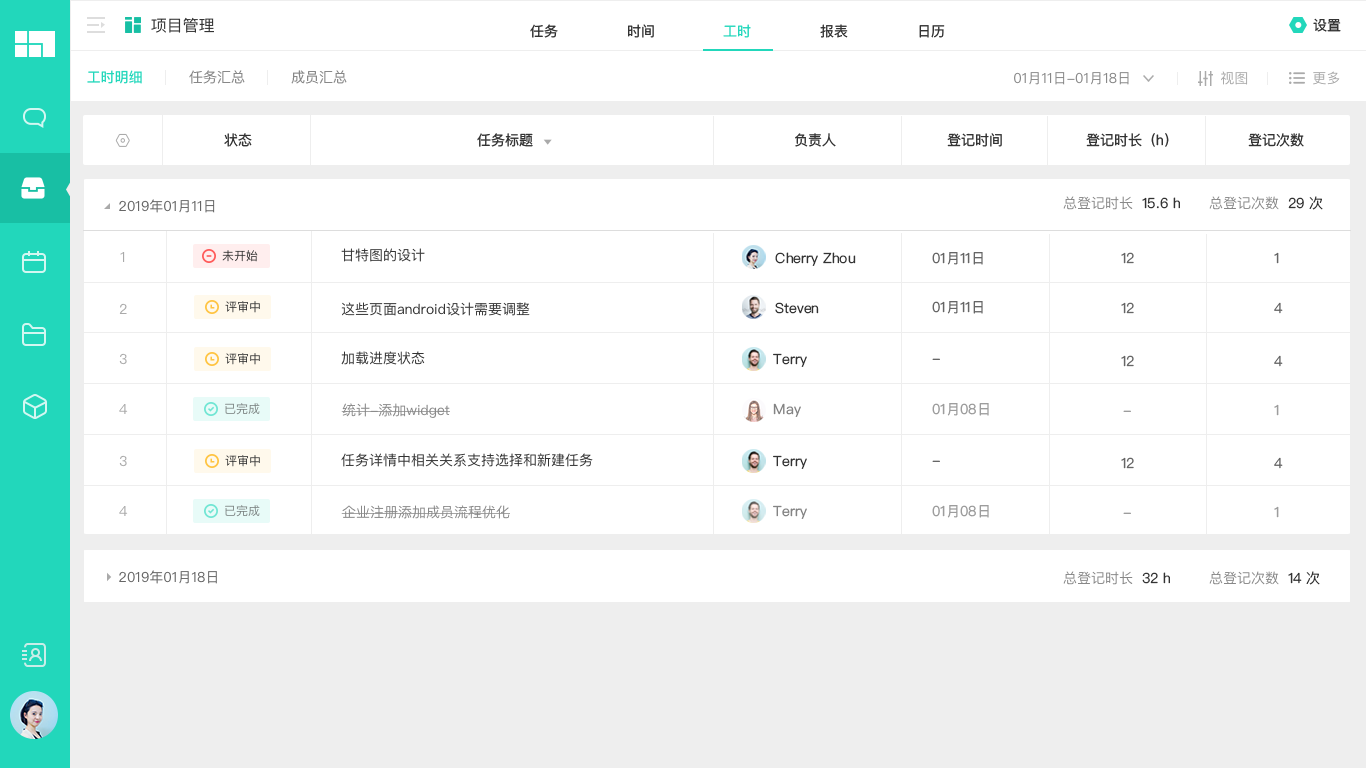 项目管理
任务 时间 工时 报表 日历
设置
工时明细 任务汇总 成员汇总
01月11日-01月18日 视图 更多
状态 任务标题 负责人 登记时间 登记时长（h） 登记次数
2019年01月11日 总登记时长 15.6 h 总登记次数 29 次
1 未开始 甘特图的设计 Cherry Zhou 01月11日 12 1
2 评审中 这些页面android设计需要调整 Steven 01月11日 12 4
3 评审中 加载进度状态 Terry – 12 4
4 已完成 统计-添加widget May 01月08日 – 1
3 评审中 任务详情中相关关系支持选择和新建任务 Terry – 12 4
4 已完成 企业注册添加成员流程优化 Terry 01月08日 – 1
2019年01月18日 总登记时长 32 h 总登记次数 14 次